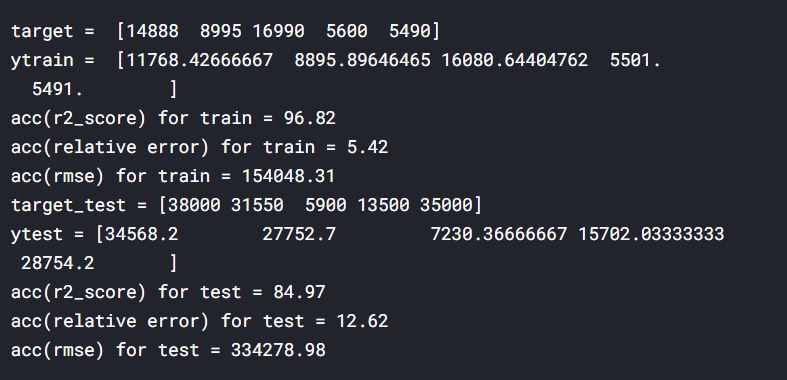 target =  [14888  8995 16990  5600  5490]
ytrain =  [11768.42666667  8895.89646465 16080.64404762  5501.
  5491.        ]
acc(r2_score) for train = 96.82
acc(relative error) for train = 5.42
acc(rmse) for train = 154048.31
target_test = [38000 31550  5900 13500 35000]
ytest = [34568.2        27752.7         7230.36666667 15702.03333333
 28754.2       ]
acc(r2_score) for test = 84.97
acc(relative error) for test = 12.62
acc(rmse) for test = 334278.98